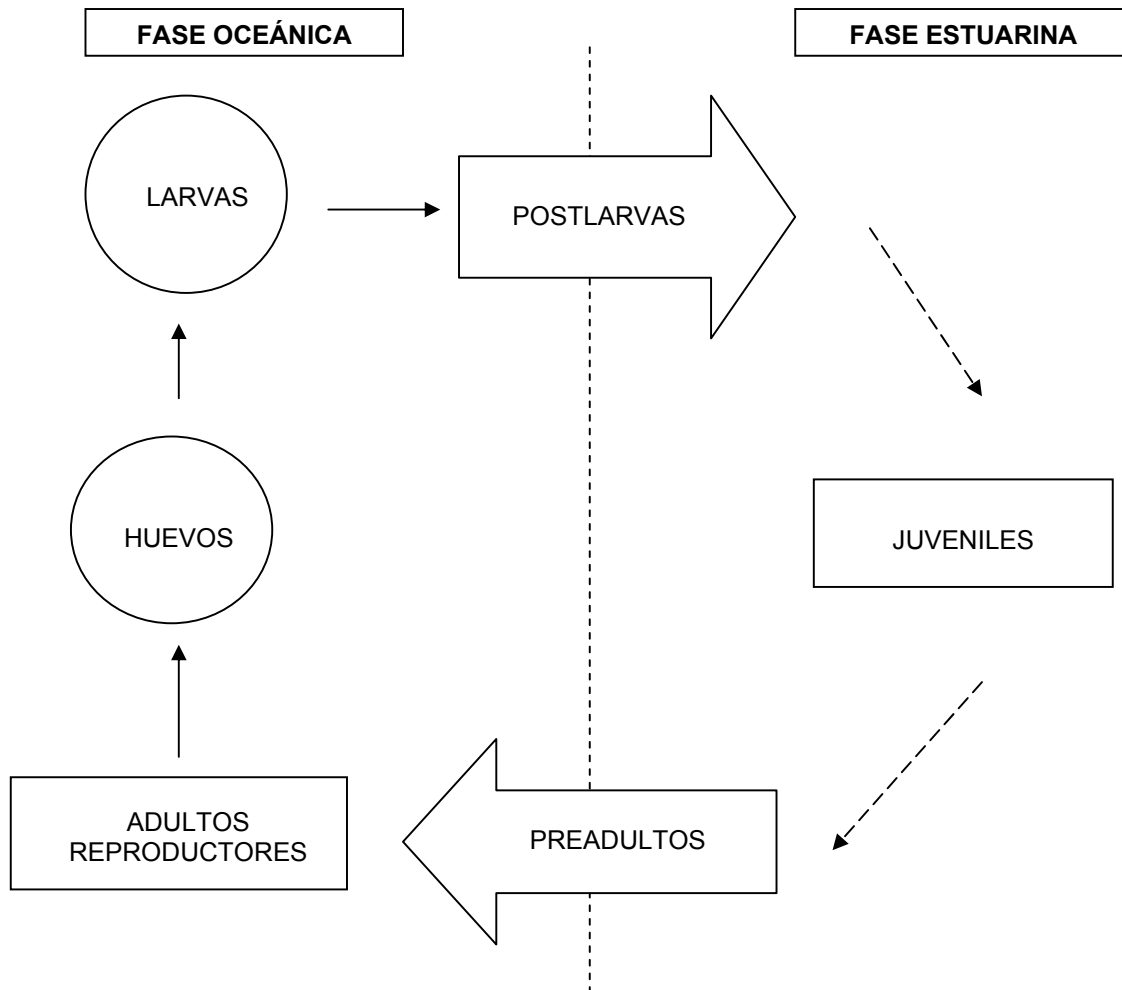 FASE OCEÁNICA
FASE ESTUARINA
LARVAS
POSTLARVAS
HUEVOS
JUVENILES
ADULTOS
REPRODUCTORES
PREADULTOS